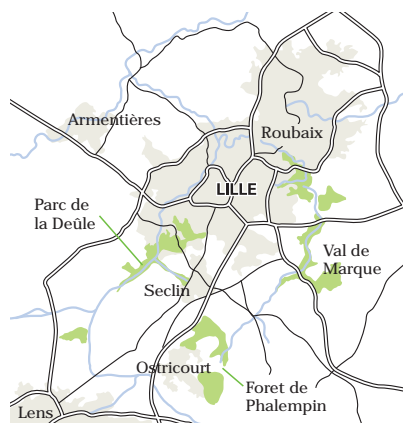 Armentières
Roubaix
LILLE
Parc de
la Deûle
Val de
Marque
Seclin
Ostricourt
Foret de
Phalempin
Lens